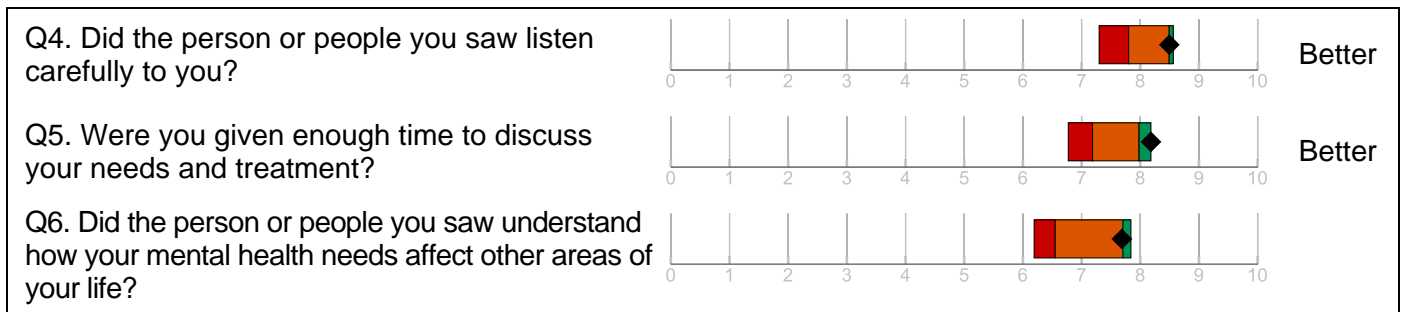 Q4. Did the person or people you saw listen
carefully to you?
0 1 2 3 4 5 6 7 8 9 10
Better
Q5. Were you given enough time to discuss
your needs and treatment?
0 1 2 3 4 5 6 7 8 9 10
Better
Q6. Did the person or people you saw understand
how your mental health needs affect other areas of
your life?
0 1 2 3 4 5 6 7 8 9 10